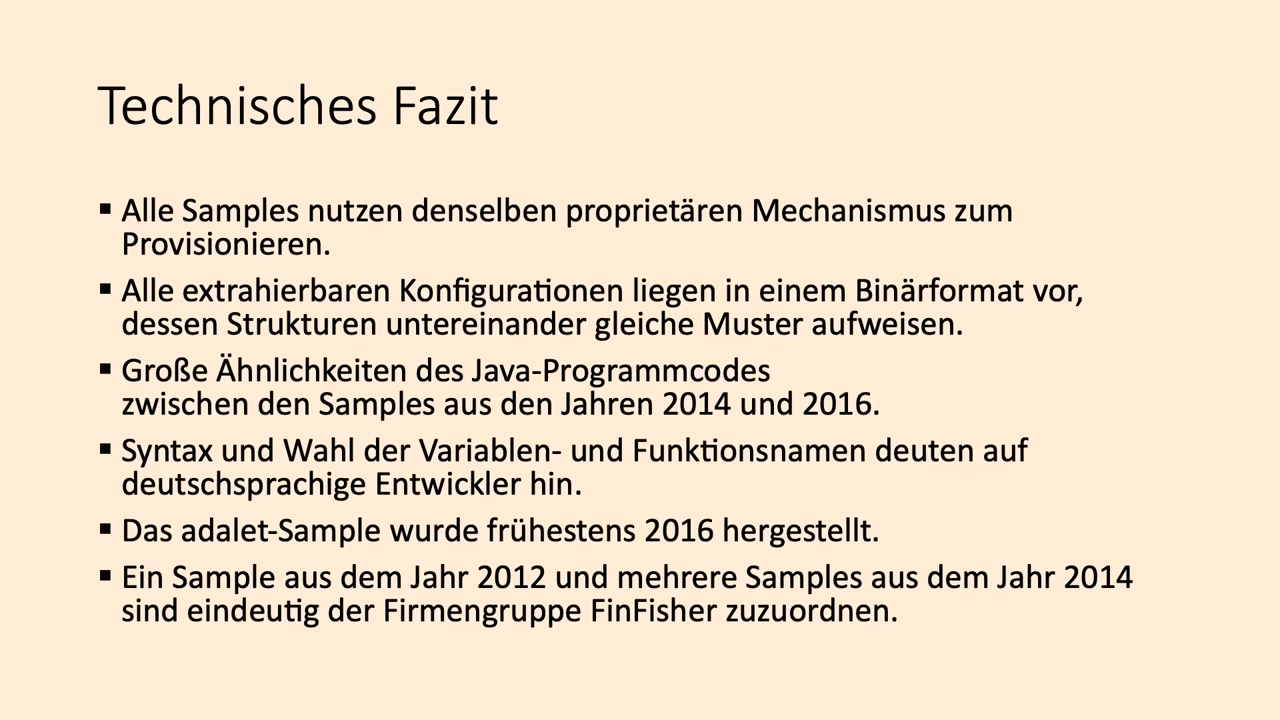 Technisches Fazit
▪ Alle Samples nutzen denselben proprietären Mechanismus zum
Provisionieren.
▪ Alle extrahierbaren Konfigurationen liegen in einem Binärformat vor,
dessen Strukturen untereinander gleiche Muster aufweisen.
▪ Große Ähnlichkeiten des Java-Programmcodes
zwischen den Samples aus den Jahren 2014 und 2016.
▪ Syntax und Wahl der Variablen- und Funktionsnamen deuten auf
deutschsprachige Entwickler hin.
▪ Das adalet-Sample wurde frühestens 2016 hergestellt.
▪ Ein Sample aus dem Jahr 2012 und mehrere Samples aus dem Jahr 2014
sind eindeutig der Firmengruppe FinFisher zuzuordnen.